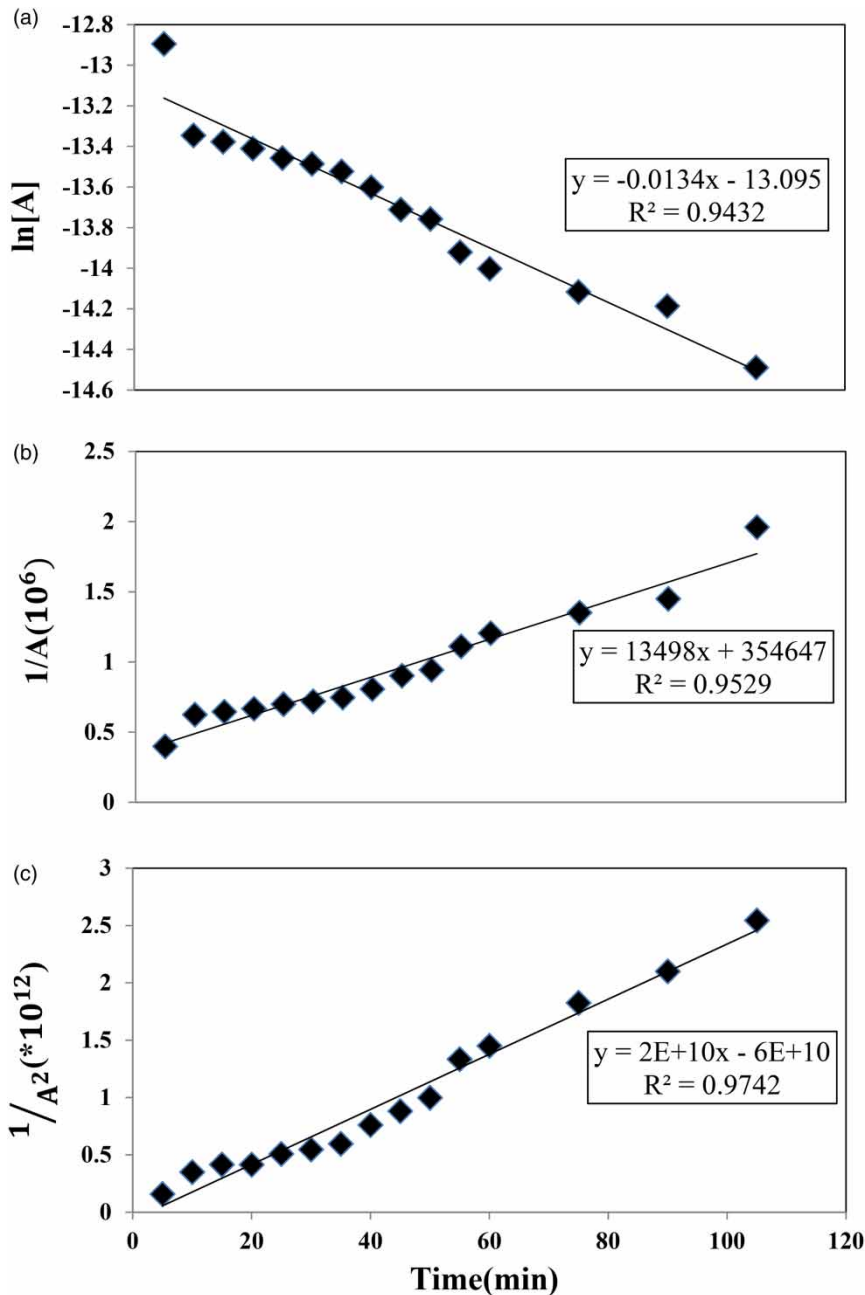 (a)
-12.8
-13
-13.2
-13.4
-13.6
-13.8
-14
-14.2
-14.4
-14.6
ln[A]
y = -0.0134x - 13.095
R² = 0.9432
(b)
2.5
2
1.5
1
0.5
0
1/A(10⁶)
y = 13498x + 354647
R² = 0.9529
(c)
3
2.5
2
1.5
1
0.5
0
1/A²(*10¹²)
y = 2E+10x - 6E+10
R² = 0.9742
0 20 40 60 80 100 120
Time(min)